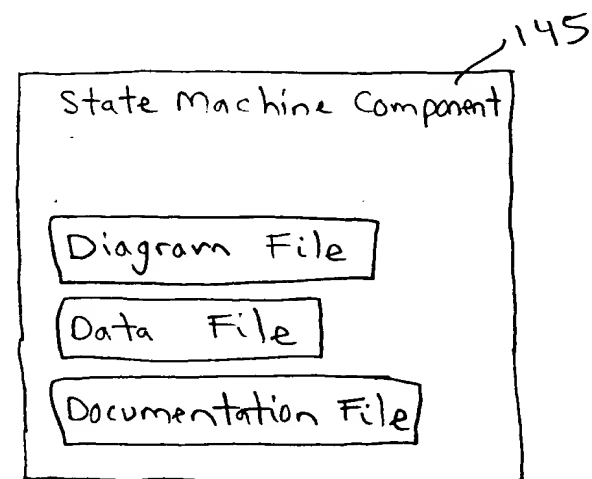 145
State Machine Component
Diagram File
Data File
Documentation File